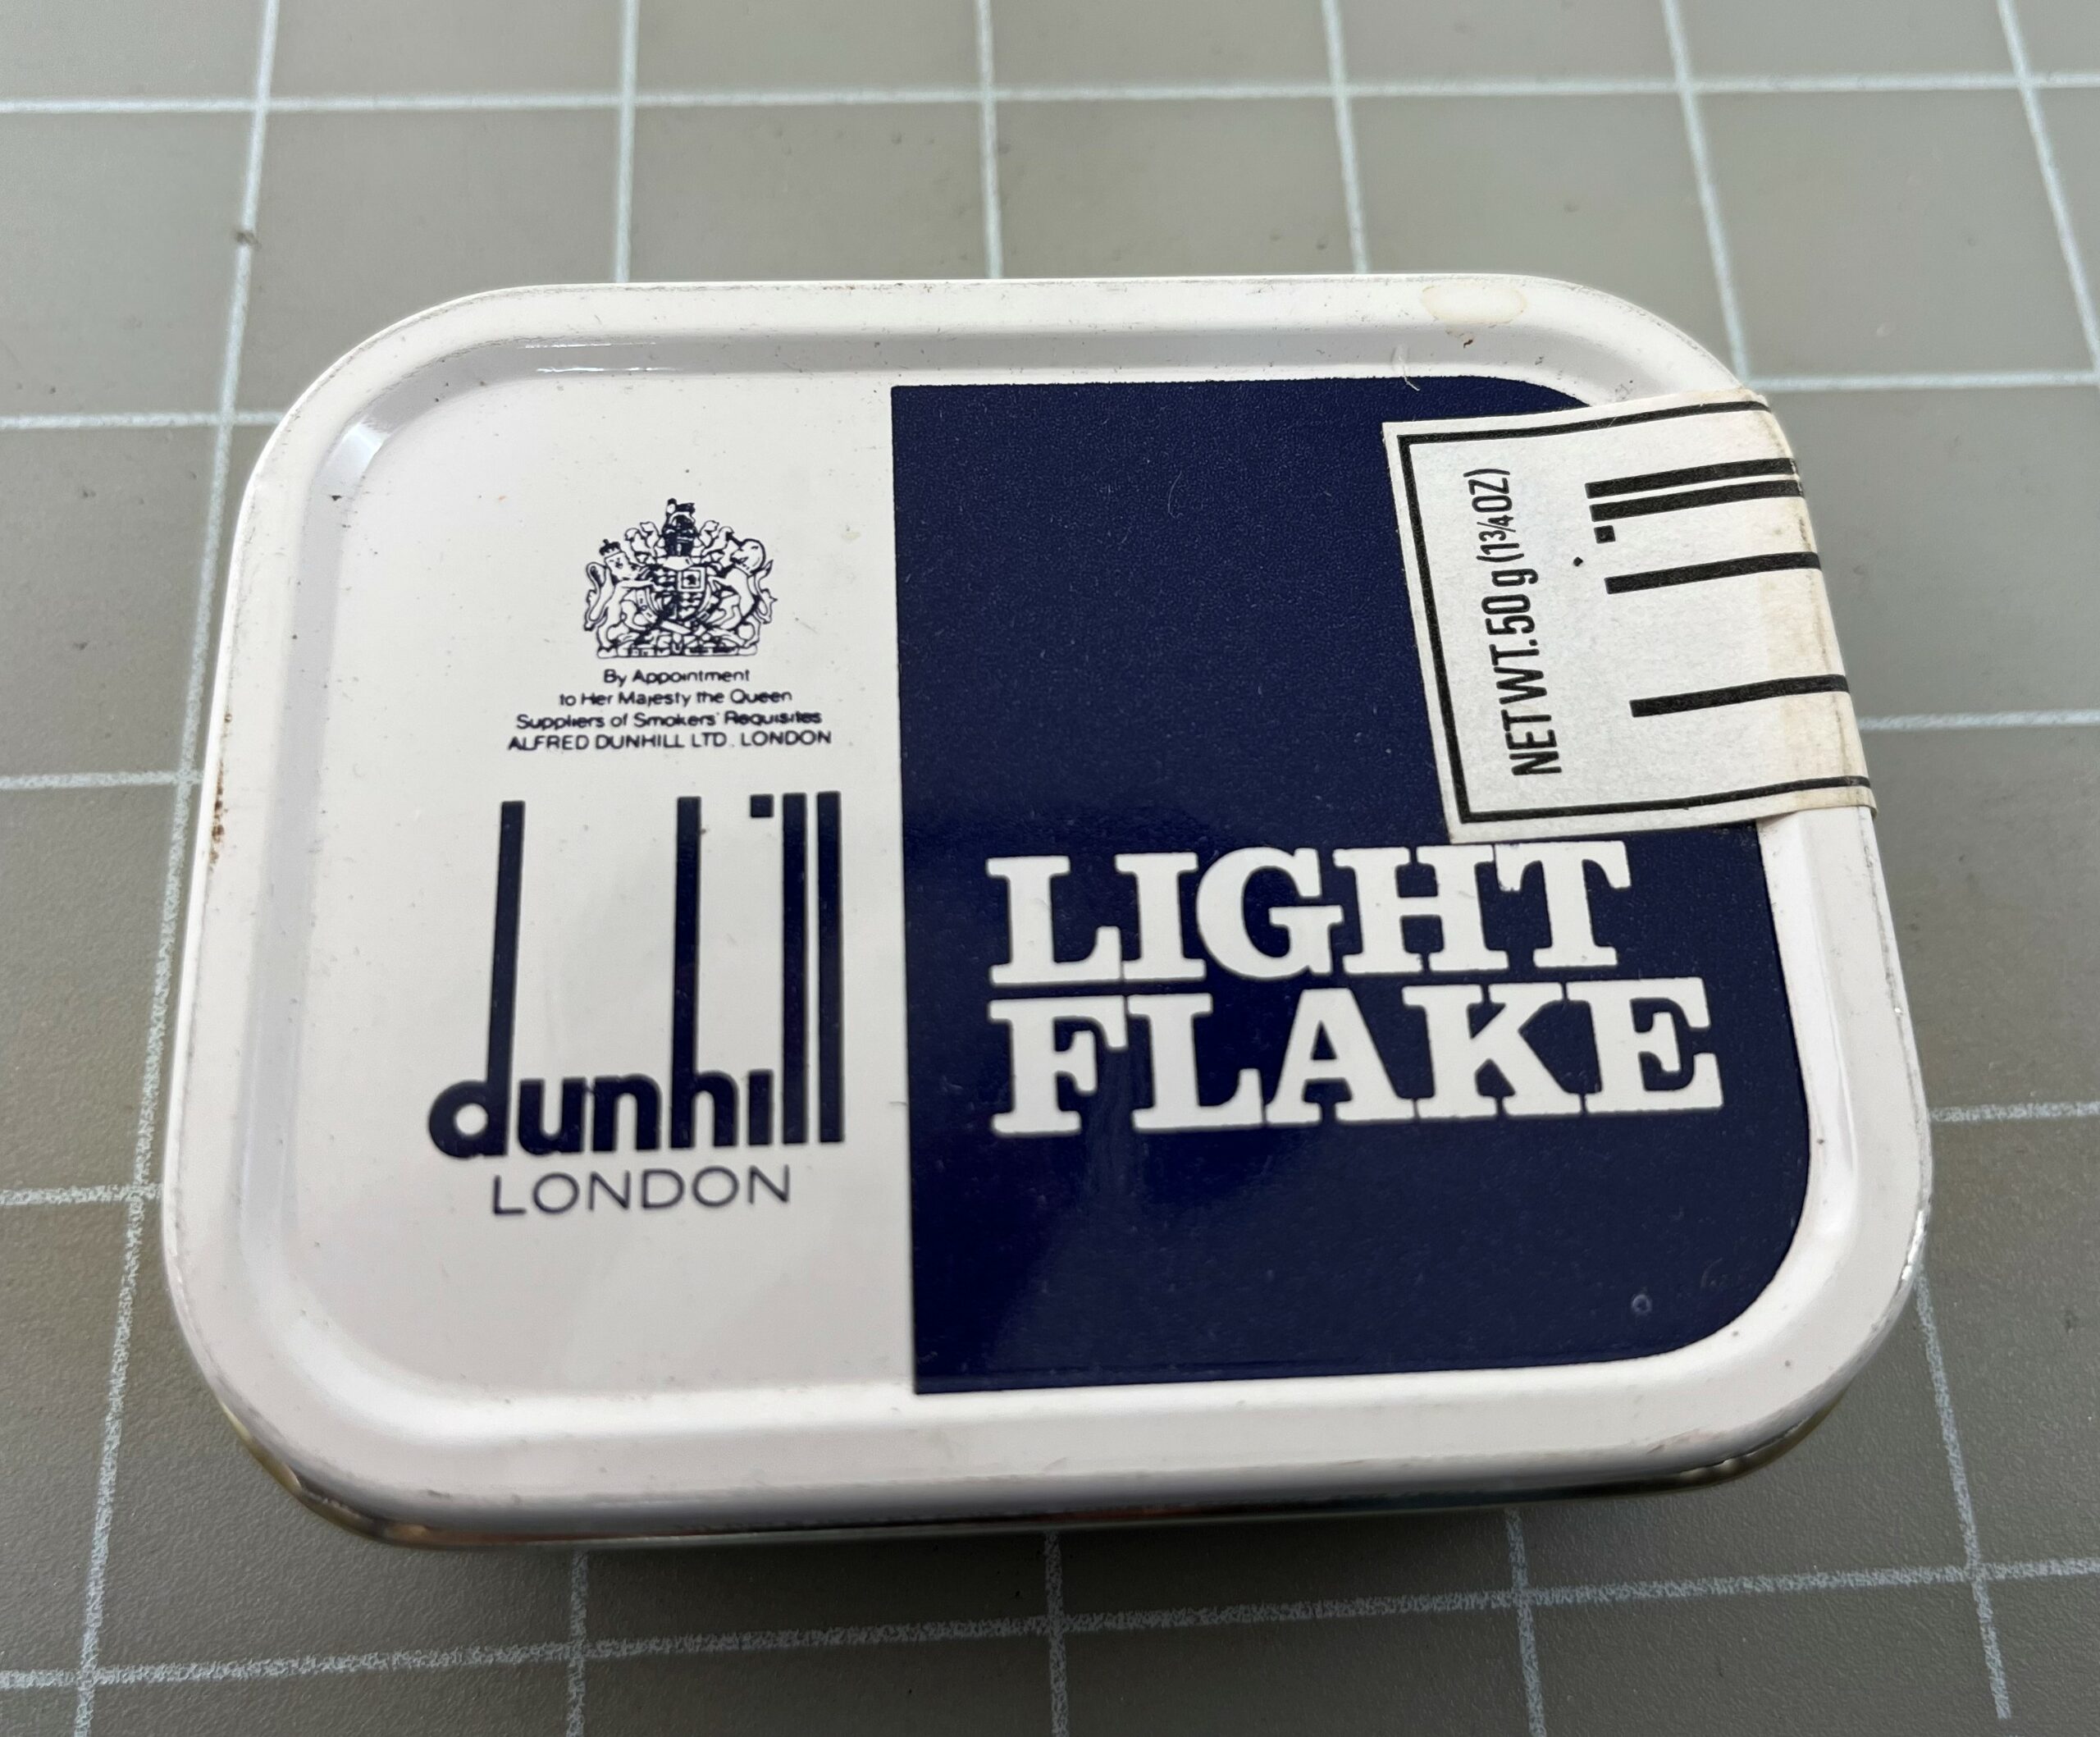 By Appointment
to Her Majesty the Queen
Suppliers of Smokers' Requisites
ALFRED DUNHILL LTD. LONDON
dunhill
LONDON
LIGHT
FLAKE
NET WT. 50 g (1¾ OZ)